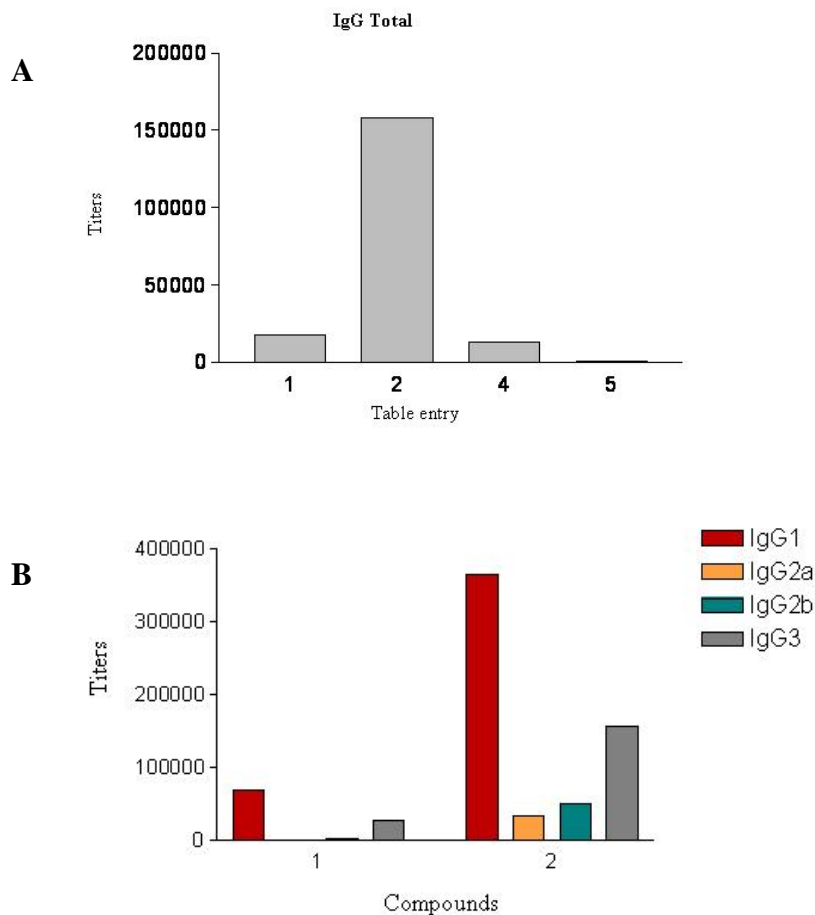 IgG Total
A
200000
150000
100000
50000
0
Titers
1 2 4 5
Table entry
B
400000
300000
200000
100000
0
Titers
1 2
Compounds
IgG1
IgG2a
IgG2b
IgG3